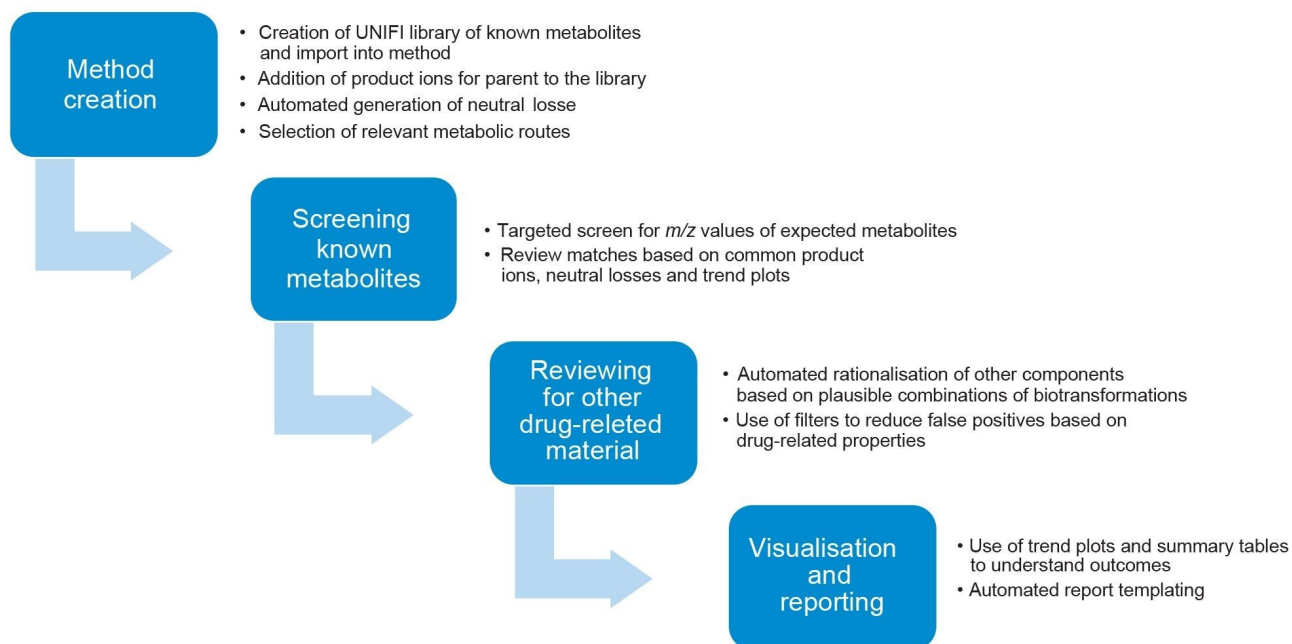 Method
creation
• Creation of UNIFI library of known metabolites
and import into method
• Addition of product ions for parent to the library
• Automated generation of neutral losse
• Selection of relevant metabolic routes
Screening
known
metabolites
• Targeted screen for m/z values of expected metabolites
• Review matches based on common product
ions, neutral losses and trend plots
Reviewing
for other
drug-releted
material
• Automated rationalisation of other components
based on plausible combinations of biotransformations
• Use of filters to reduce false positives based on
drug-related properties
Visualisation
and
reporting
• Use of trend plots and summary tables
to understand outcomes
• Automated report templating